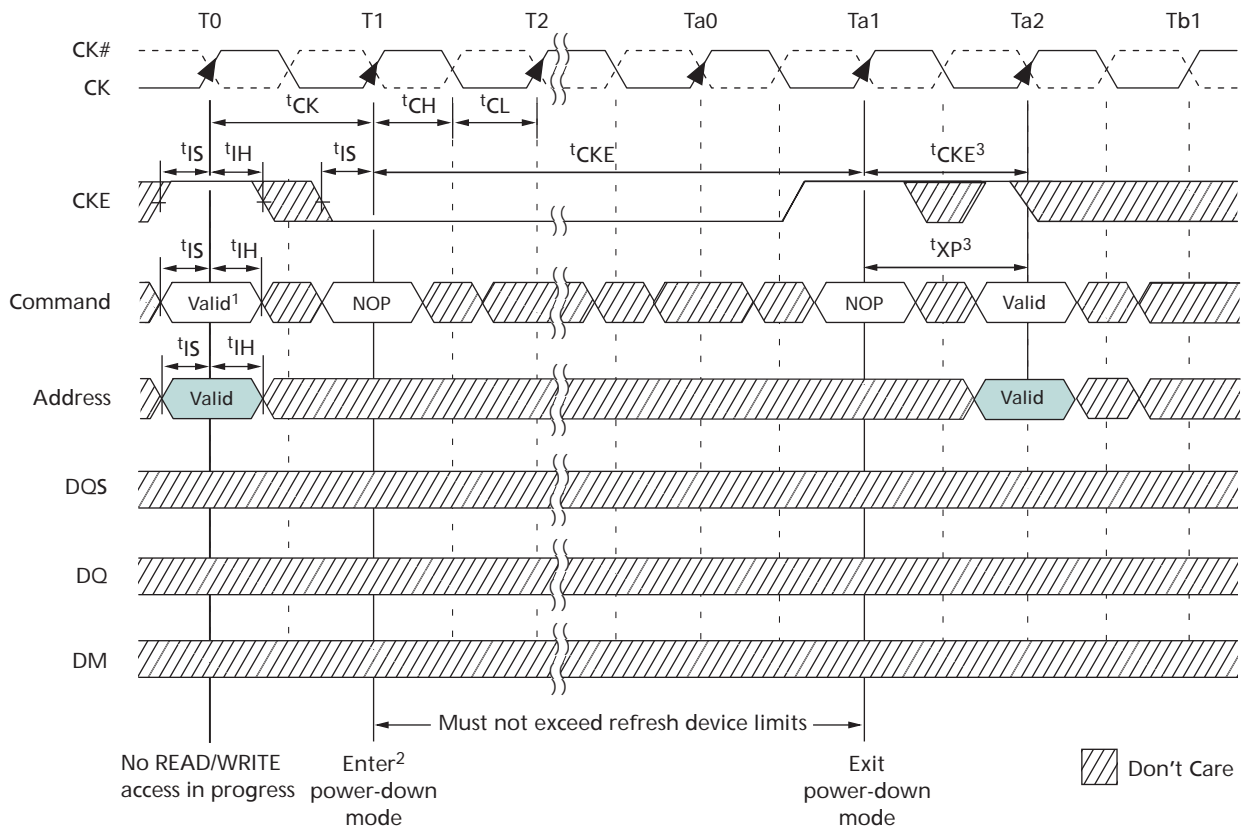 T0 T1 T2 Ta0 Ta1 Ta2 Tb1
CK#
CK
tCK tCH tCL
tIS tIH tIS tCKE tCKE3
CKE
tIS tIH tXP3
Command Valid1 NOP NOP Valid
tIS tIH
Address Valid Valid
DQS
DQ
DM
Must not exceed refresh device limits
No READ/WRITE
access in progress
Enter2
power-down
mode
Exit
power-down
mode
Don't Care